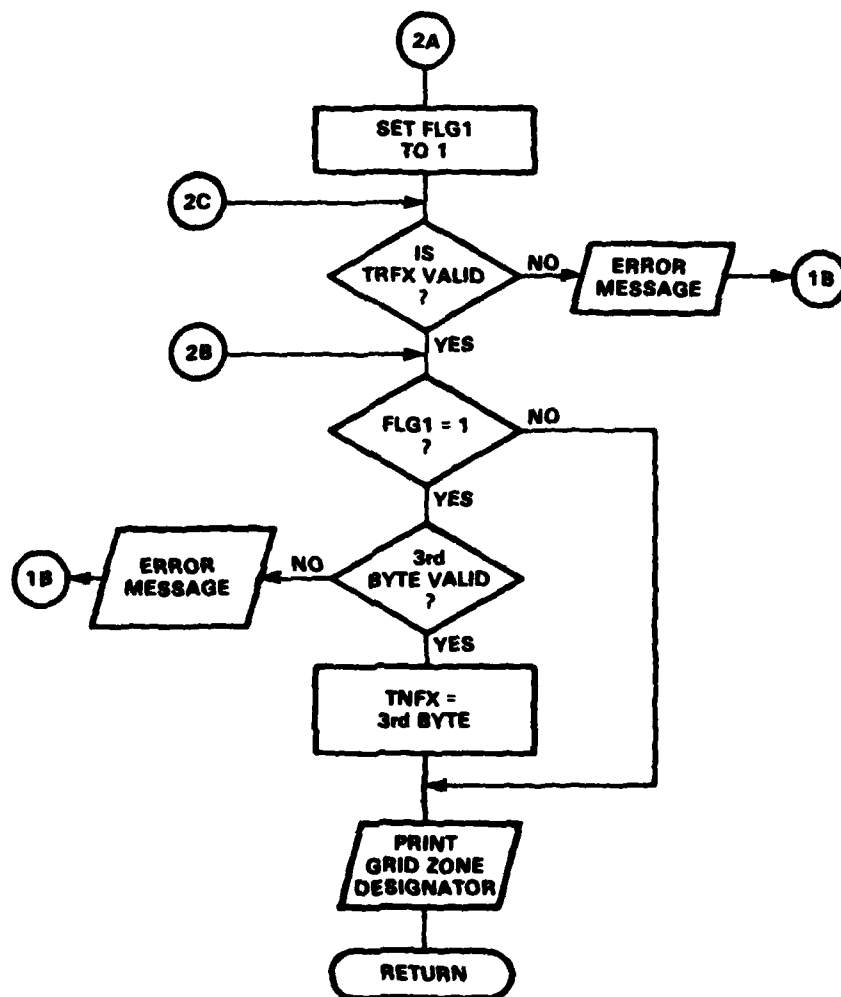 2A
SET FLG1
TO 1
2C
IS
TRFX VALID
?
NO
ERROR
MESSAGE
1B
YES
2B
FLG1 = 1
?
NO
YES
3rd
BYTE VALID
?
NO
ERROR
MESSAGE
1B
YES
TNFX =
3rd BYTE
PRINT
GRID ZONE
DESIGNATOR
RETURN